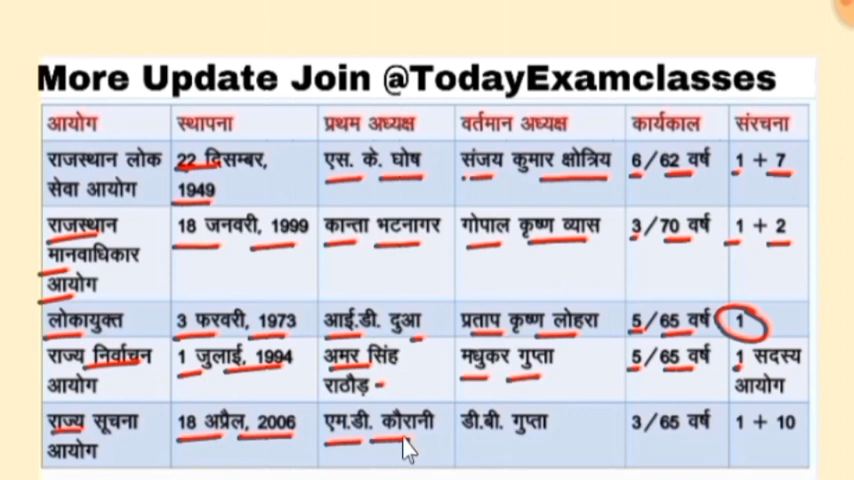 More Update Join @TodayExamclasses
आयोग स्थापना प्रथम अध्यक्ष वर्तमान अध्यक्ष कार्यकाल संरचना
राजस्थान लोक 22 दिसम्बर, एस. के. घोष संजय कुमार क्षोत्रिय 6/62 वर्ष 1 + 7
सेवा आयोग 1949
राजस्थान 18 जनवरी, 1999 कान्ता भटनागर गोपाल कृष्ण व्यास 3/70 वर्ष 1 + 2
मानवाधिकार
आयोग
लोकायुक्त 3 फरवरी, 1973 आई.डी. दुआ प्रताप कृष्ण लोहरा 5/65 वर्ष 1
राज्य निर्वाचन 1 जुलाई, 1994 अमर सिंह मधुकर गुप्ता 5/65 वर्ष 1 सदस्य
आयोग राठौड़ आयोग
राज्य सूचना 18 अप्रैल, 2006 एम.डी. कौरानी डी.बी. गुप्ता 3/65 वर्ष 1 + 10
आयोग